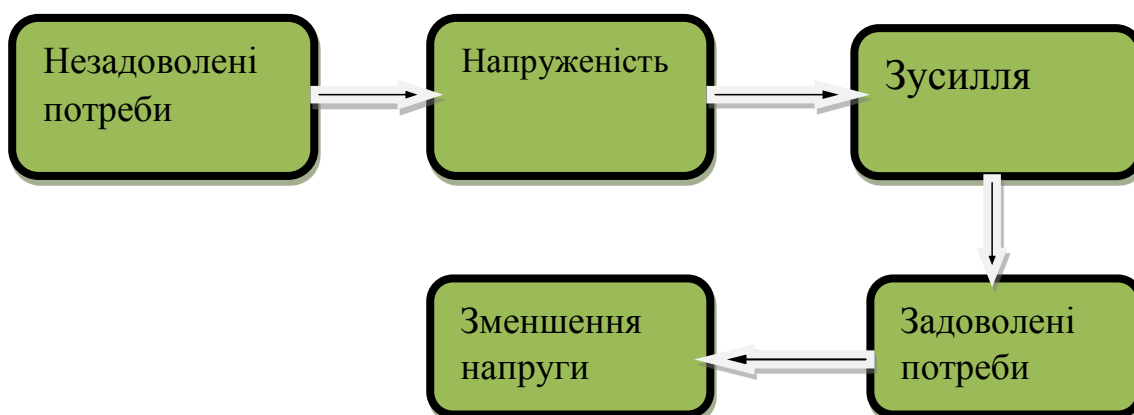 Незадоволені
потреби
Напруженість
Зусилля
Задоволені
потреби
Зменшення
напруги